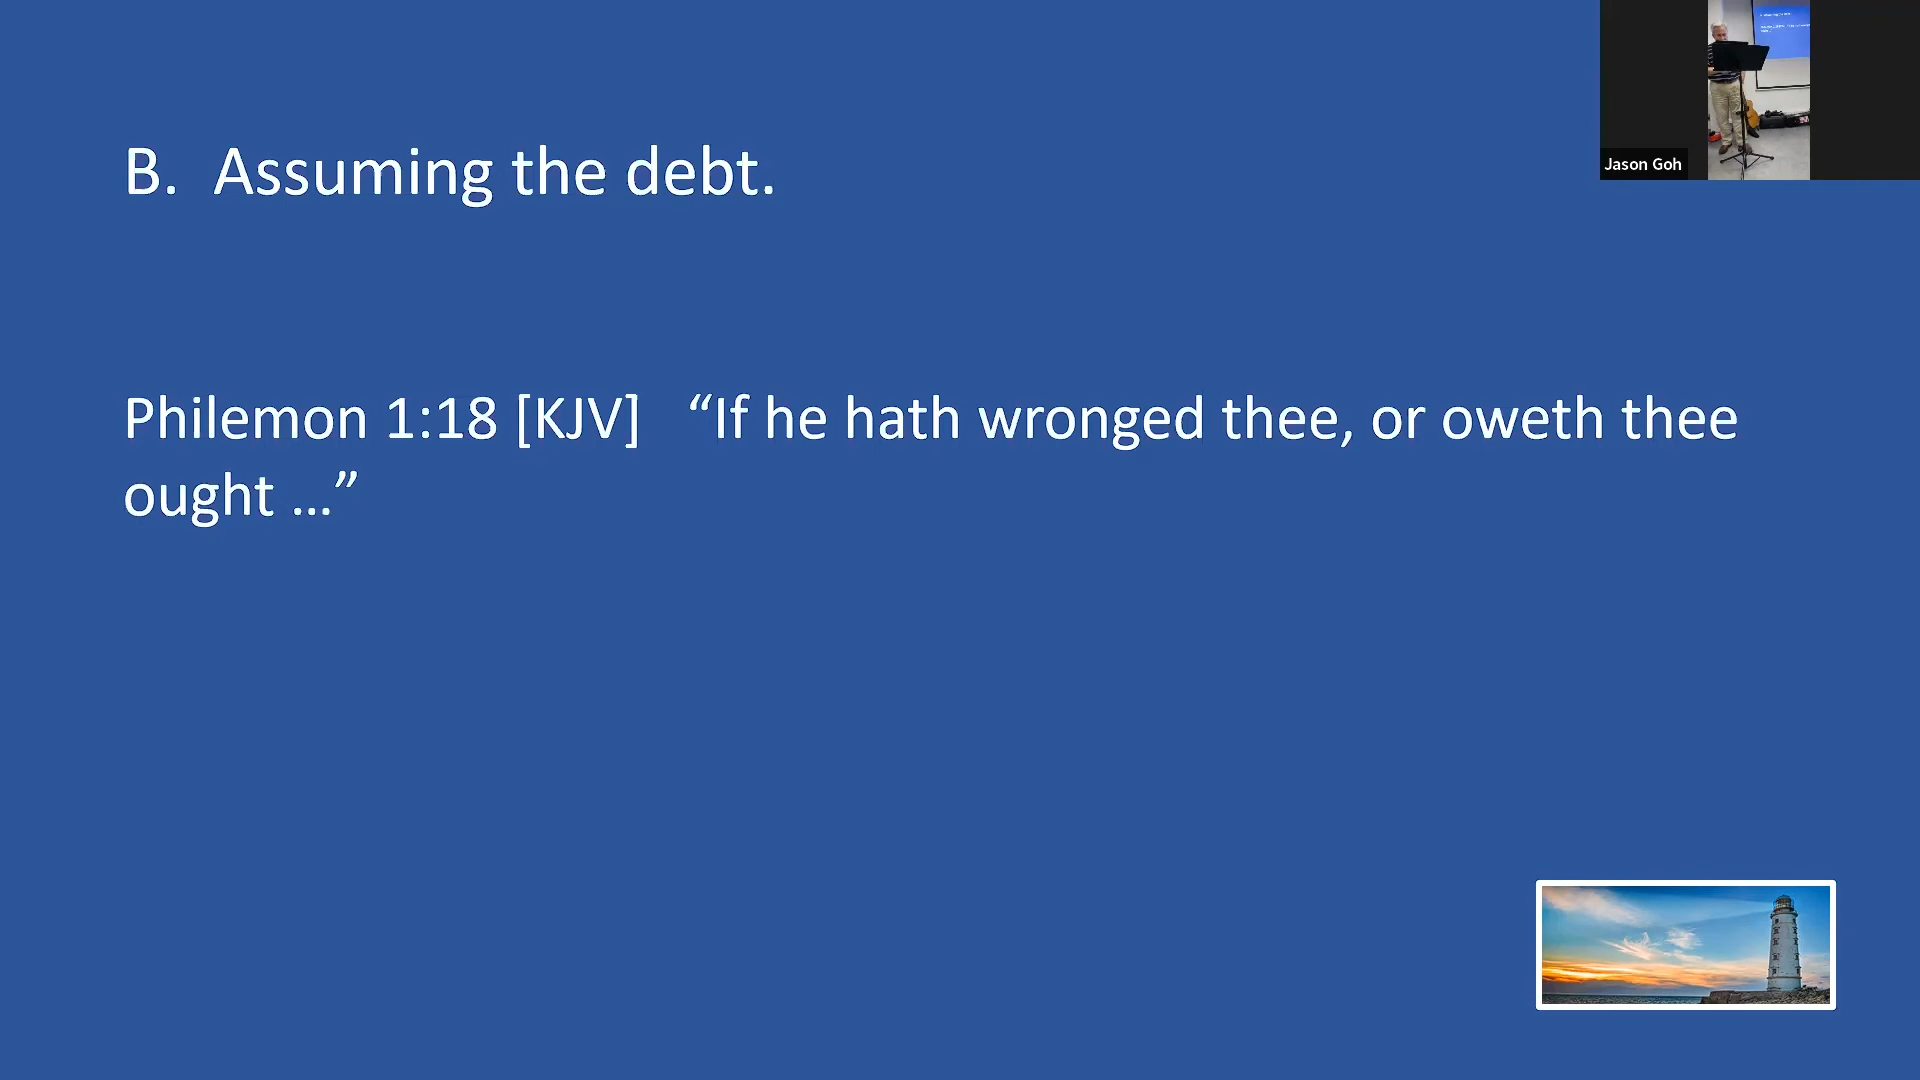 B. Assuming the debt.
Philemon 1:18 [KJV] “If he hath wronged thee, or oweth thee
ought …”
Jason Goh